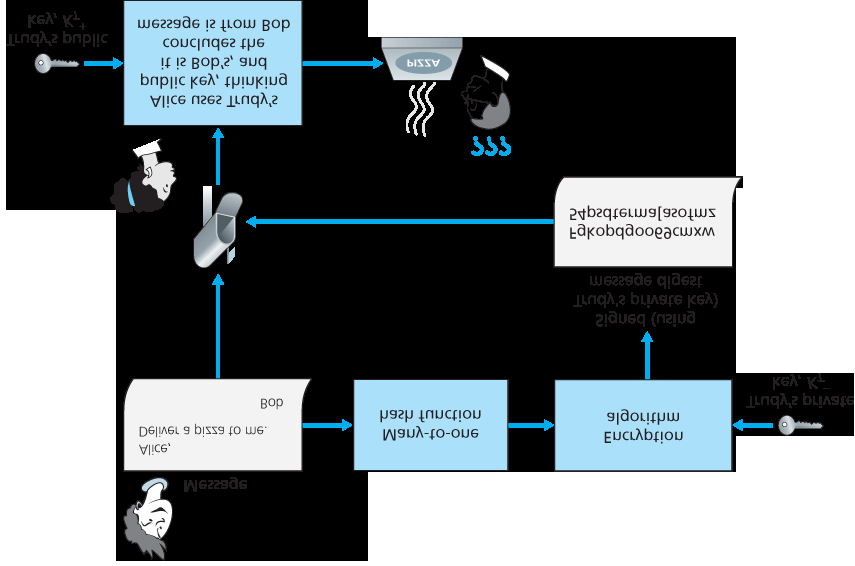 Message
Alice,
Deliver a pizza to me.
Bob
Many-to-one
hash function
Encryption
algorithm
Trudy's private
key, K_T^–
Signed (using
Trudy's private key)
message digest
Fgkopdgoo69cmxw
54psdterma[asofmz
Alice uses Trudy's
public key, thinking
it is Bob's, and
concludes the
message is from Bob
Trudy's public
key, K_T^+
???
PIZZA